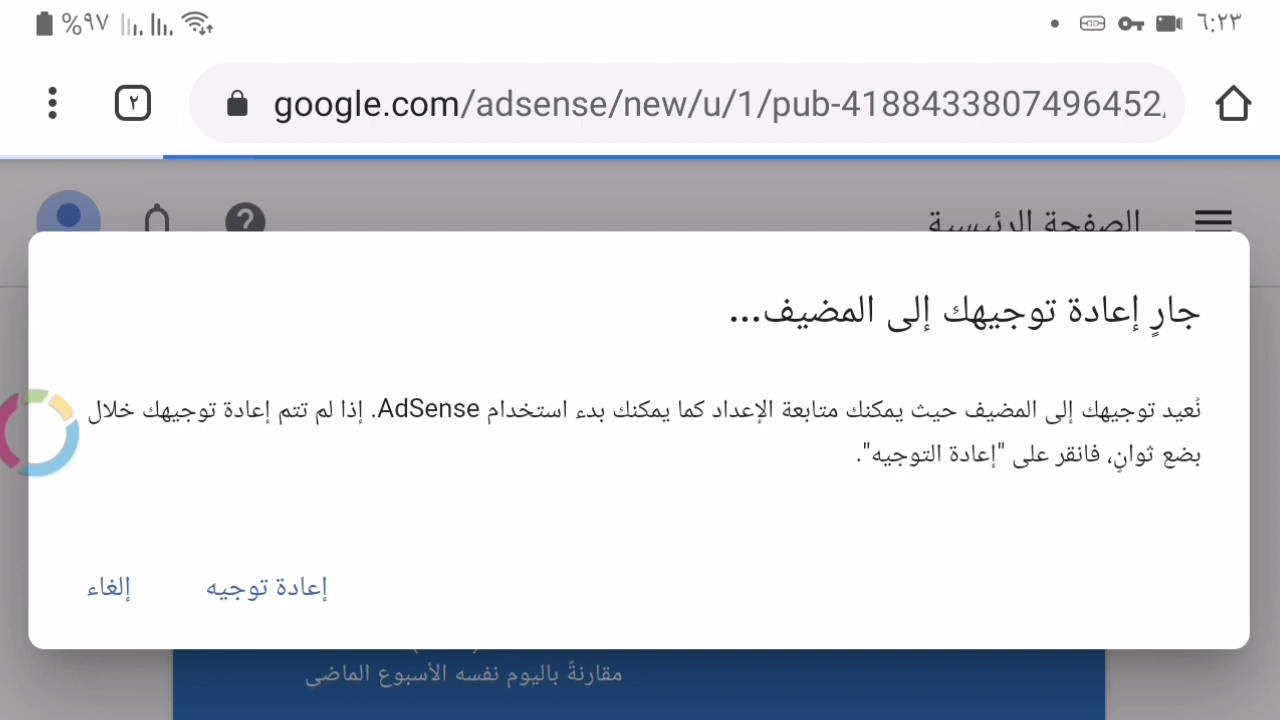 %٩٧
٦:٢٣
٢
google.com/adsense/new/u/1/pub-4188433807496452,
الصفحة الرئيسية
جارٍ إعادة توجيهك إلى المضيف...
نُعيد توجيهك إلى المضيف حيث يمكنك متابعة الإعداد كما يمكنك بدء استخدام AdSense. إذا لم تتم إعادة توجيهك خلال
بضع ثوانٍ، فانقر على "إعادة التوجيه".
إعادة توجيه
إلغاء
مقارنةً باليوم نفسه الأسبوع الماضي